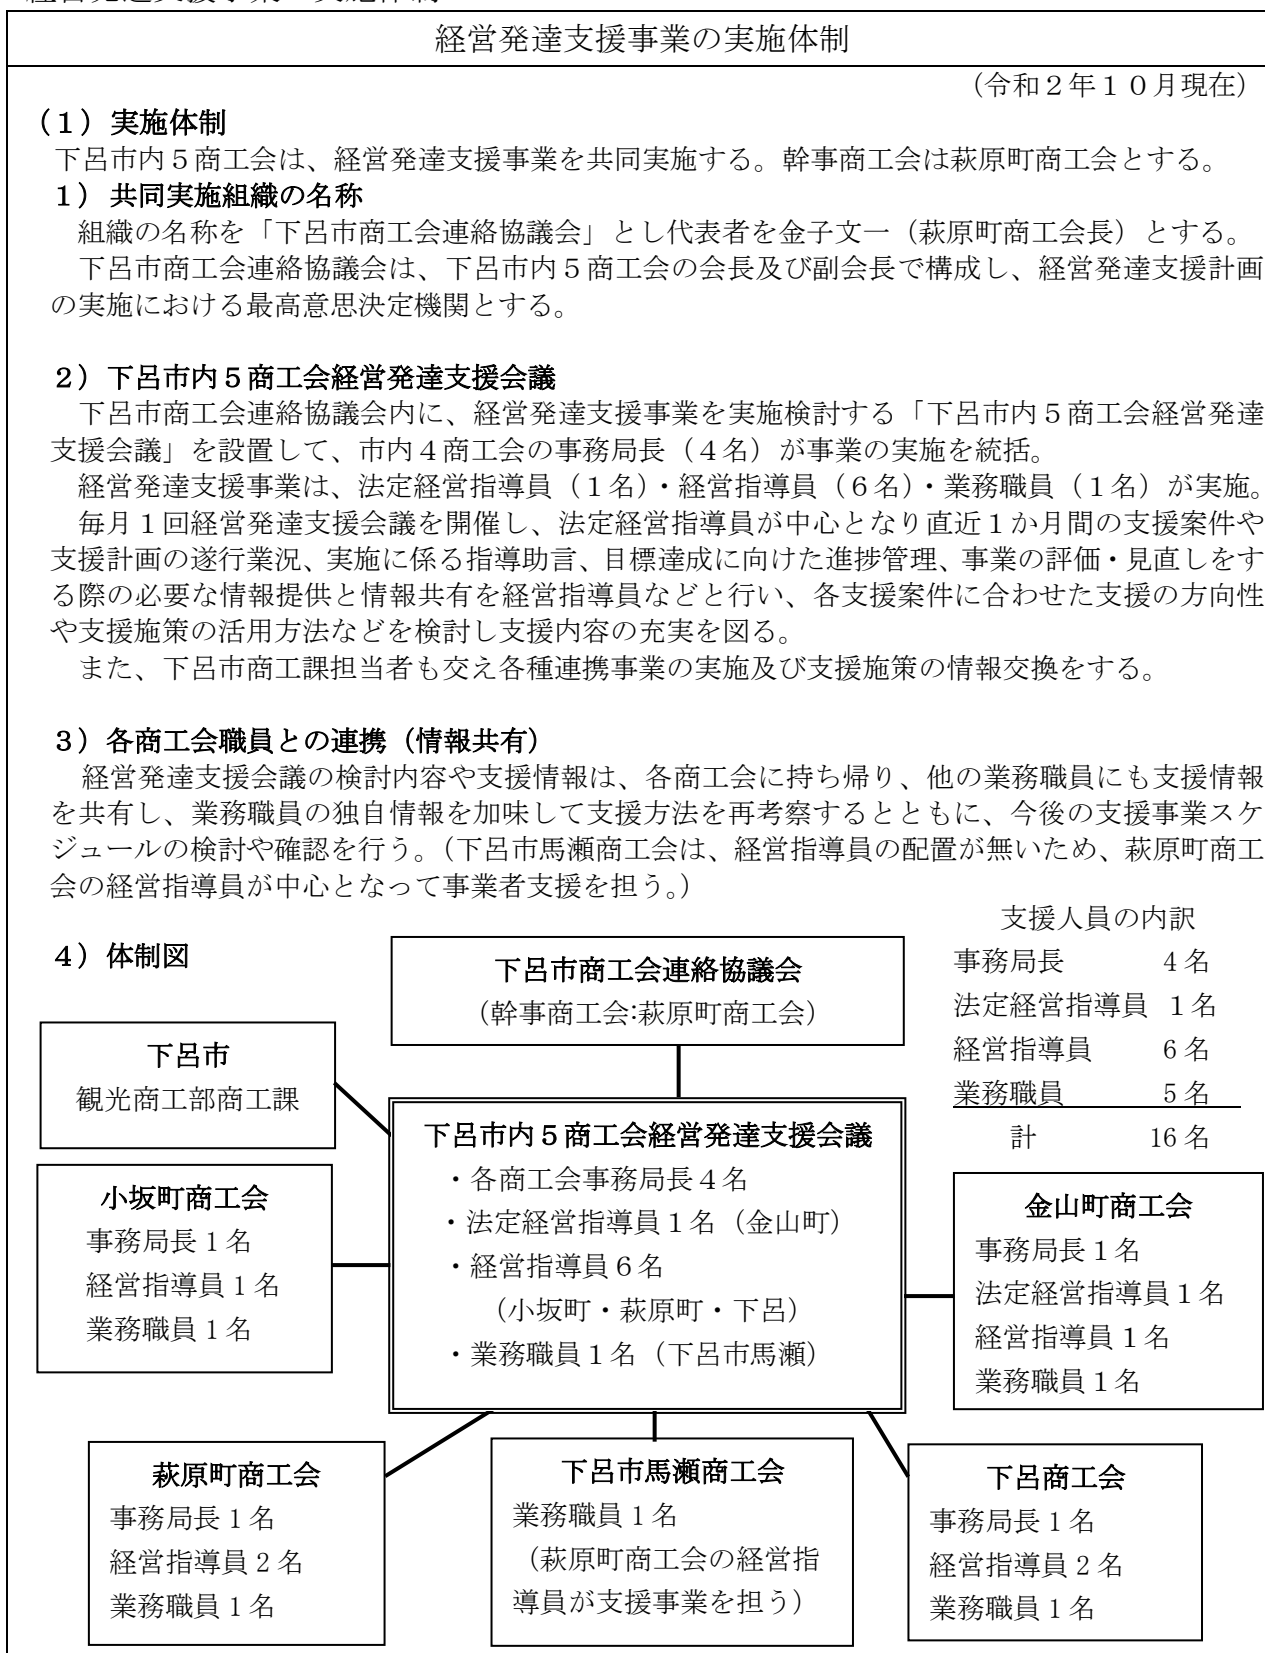 経営発達支援事業の実施体制
（令和２年１０月現在）
（１）実施体制
下呂市内５商工会は、経営発達支援事業を共同実施する。幹事商工会は萩原町商工会とする。
１）共同実施組織の名称
組織の名称を「下呂市商工会連絡協議会」とし代表者を金子文一（萩原町商工会長）とする。
下呂市商工会連絡協議会は、下呂市内５商工会の会長及び副会長で構成し、経営発達支援計画
の実施における最高意思決定機関とする。
２）下呂市内５商工会経営発達支援会議
下呂市商工会連絡協議会内に、経営発達支援事業を実施検討する「下呂市内５商工会経営発達
支援会議」を設置して、市内４商工会の事務局長（４名）が事業の実施を統括。
経営発達支援事業は、法定経営指導員（１名）・経営指導員（６名）・業務職員（１名）が実施。
毎月１回経営発達支援会議を開催し、法定経営指導員が中心となり直近１か月間の支援案件や
支援計画の遂行業況、実施に係る指導助言、目標達成に向けた進捗管理、事業の評価・見直しをす
る際の必要な情報提供と情報共有を経営指導員などと行い、各支援案件に合わせた支援の方向性
や支援施策の活用方法などを検討し支援内容の充実を図る。
また、下呂市商工課担当者も交え各種連携事業の実施及び支援施策の情報交換をする。
３）各商工会職員との連携（情報共有）
経営発達支援会議の検討内容や支援情報は、各商工会に持ち帰り、他の業務職員にも支援情報
を共有し、業務職員の独自情報を加味して支援方法を再考察するとともに、今後の支援事業スケ
ジュールの検討や確認を行う。（下呂市馬瀬商工会は、経営指導員の配置が無いため、萩原町商工
会の経営指導員が中心となって事業者支援を担う。）
４）体制図
支援人員の内訳
事務局長 4 名
法定経営指導員 １名
経営指導員 6 名
業務職員 5 名
計 16 名
下呂市商工会連絡協議会
（幹事商工会:萩原町商工会）
下呂市
観光商工部商工課
下呂市内５商工会経営発達支援会議
・各商工会事務局長４名
・法定経営指導員１名（金山町）
・経営指導員６名
（小坂町・萩原町・下呂）
・業務職員１名（下呂市馬瀬）
小坂町商工会
事務局長 1 名
経営指導員 1 名
業務職員 1 名
金山町商工会
事務局長 1 名
法定経営指導員１名
経営指導員 1 名
業務職員 1 名
萩原町商工会
事務局長 1 名
経営指導員 2 名
業務職員 1 名
下呂市馬瀬商工会
業務職員 1 名
（萩原町商工会の経営指
導員が支援事業を担う）
下呂商工会
事務局長 1 名
経営指導員 2 名
業務職員 1 名